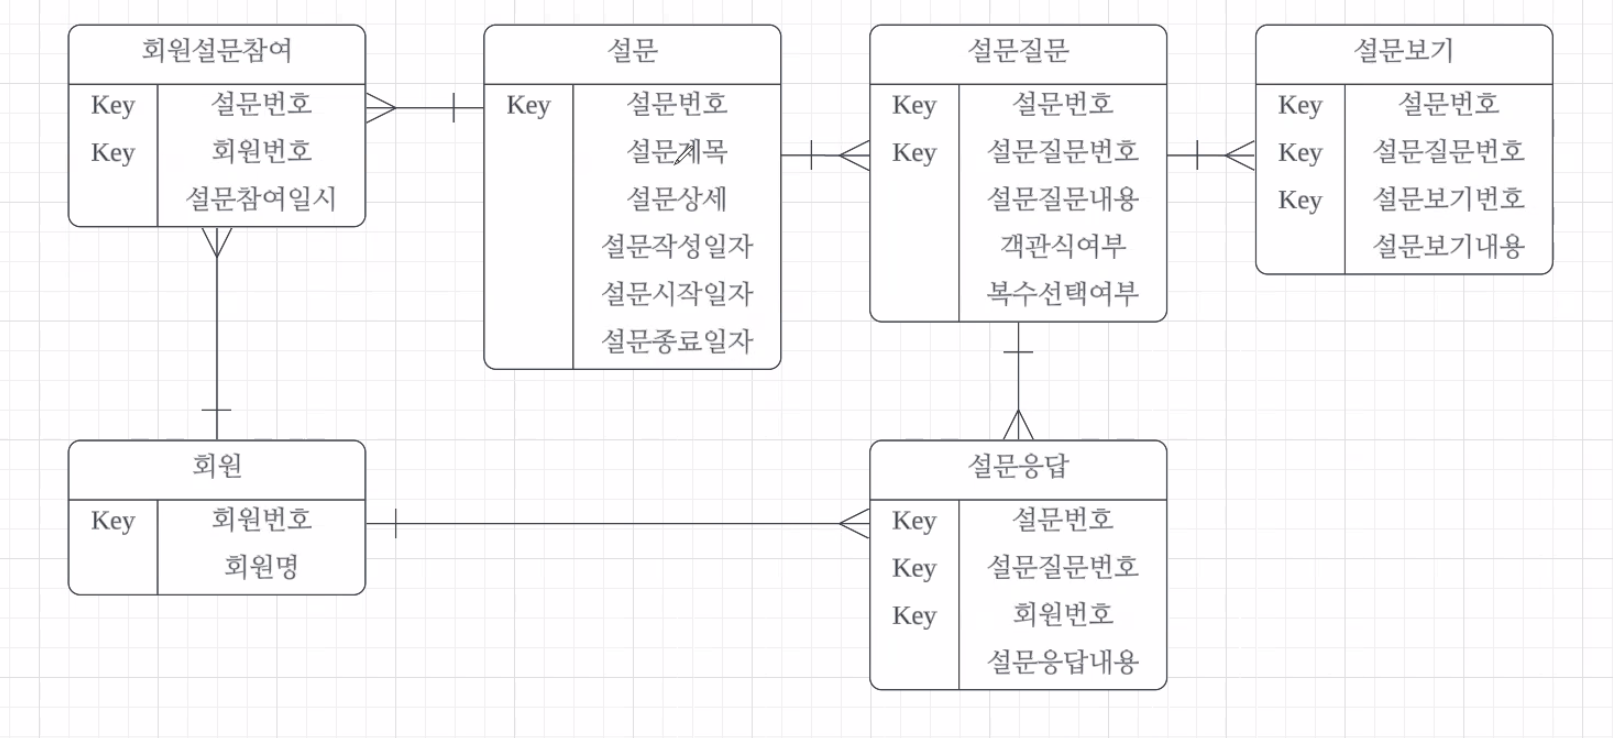 회원설문참여
Key 설문번호
Key 회원번호
설문참여일시
설문
Key 설문번호
설문제목
설문상세
설문작성일자
설문시작일자
설문종료일자
설문질문
Key 설문번호
Key 설문질문번호
설문질문내용
객관식여부
복수선택여부
설문보기
Key 설문번호
Key 설문질문번호
Key 설문보기번호
설문보기내용
회원
Key 회원번호
회원명
설문응답
Key 설문번호
Key 설문질문번호
Key 회원번호
설문응답내용